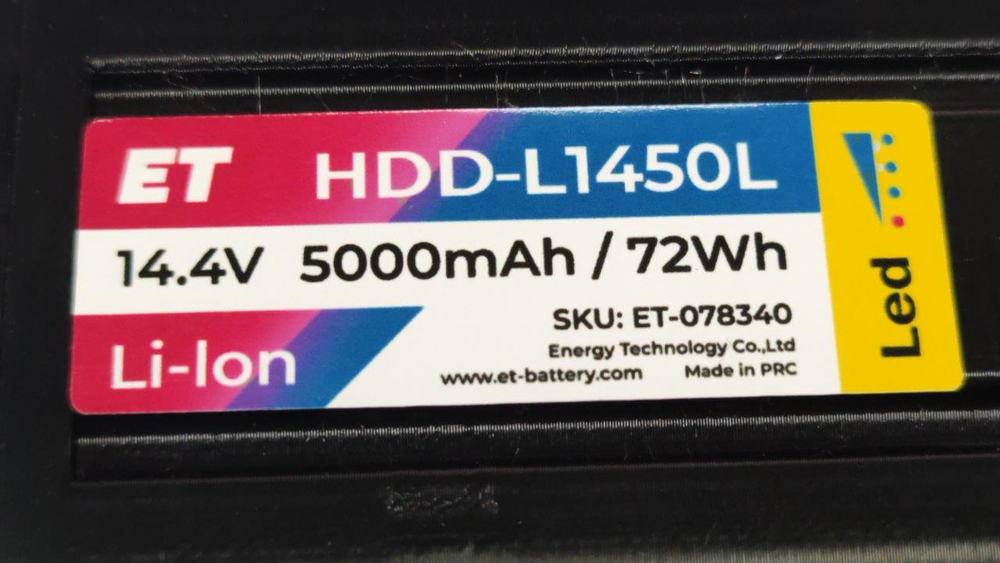 ET HDD-L1450L
14.4V 5000mAh / 72Wh
Li-Ion
SKU: ET-078340
Energy Technology Co.,Ltd
www.et-battery.com Made in PRC
Led